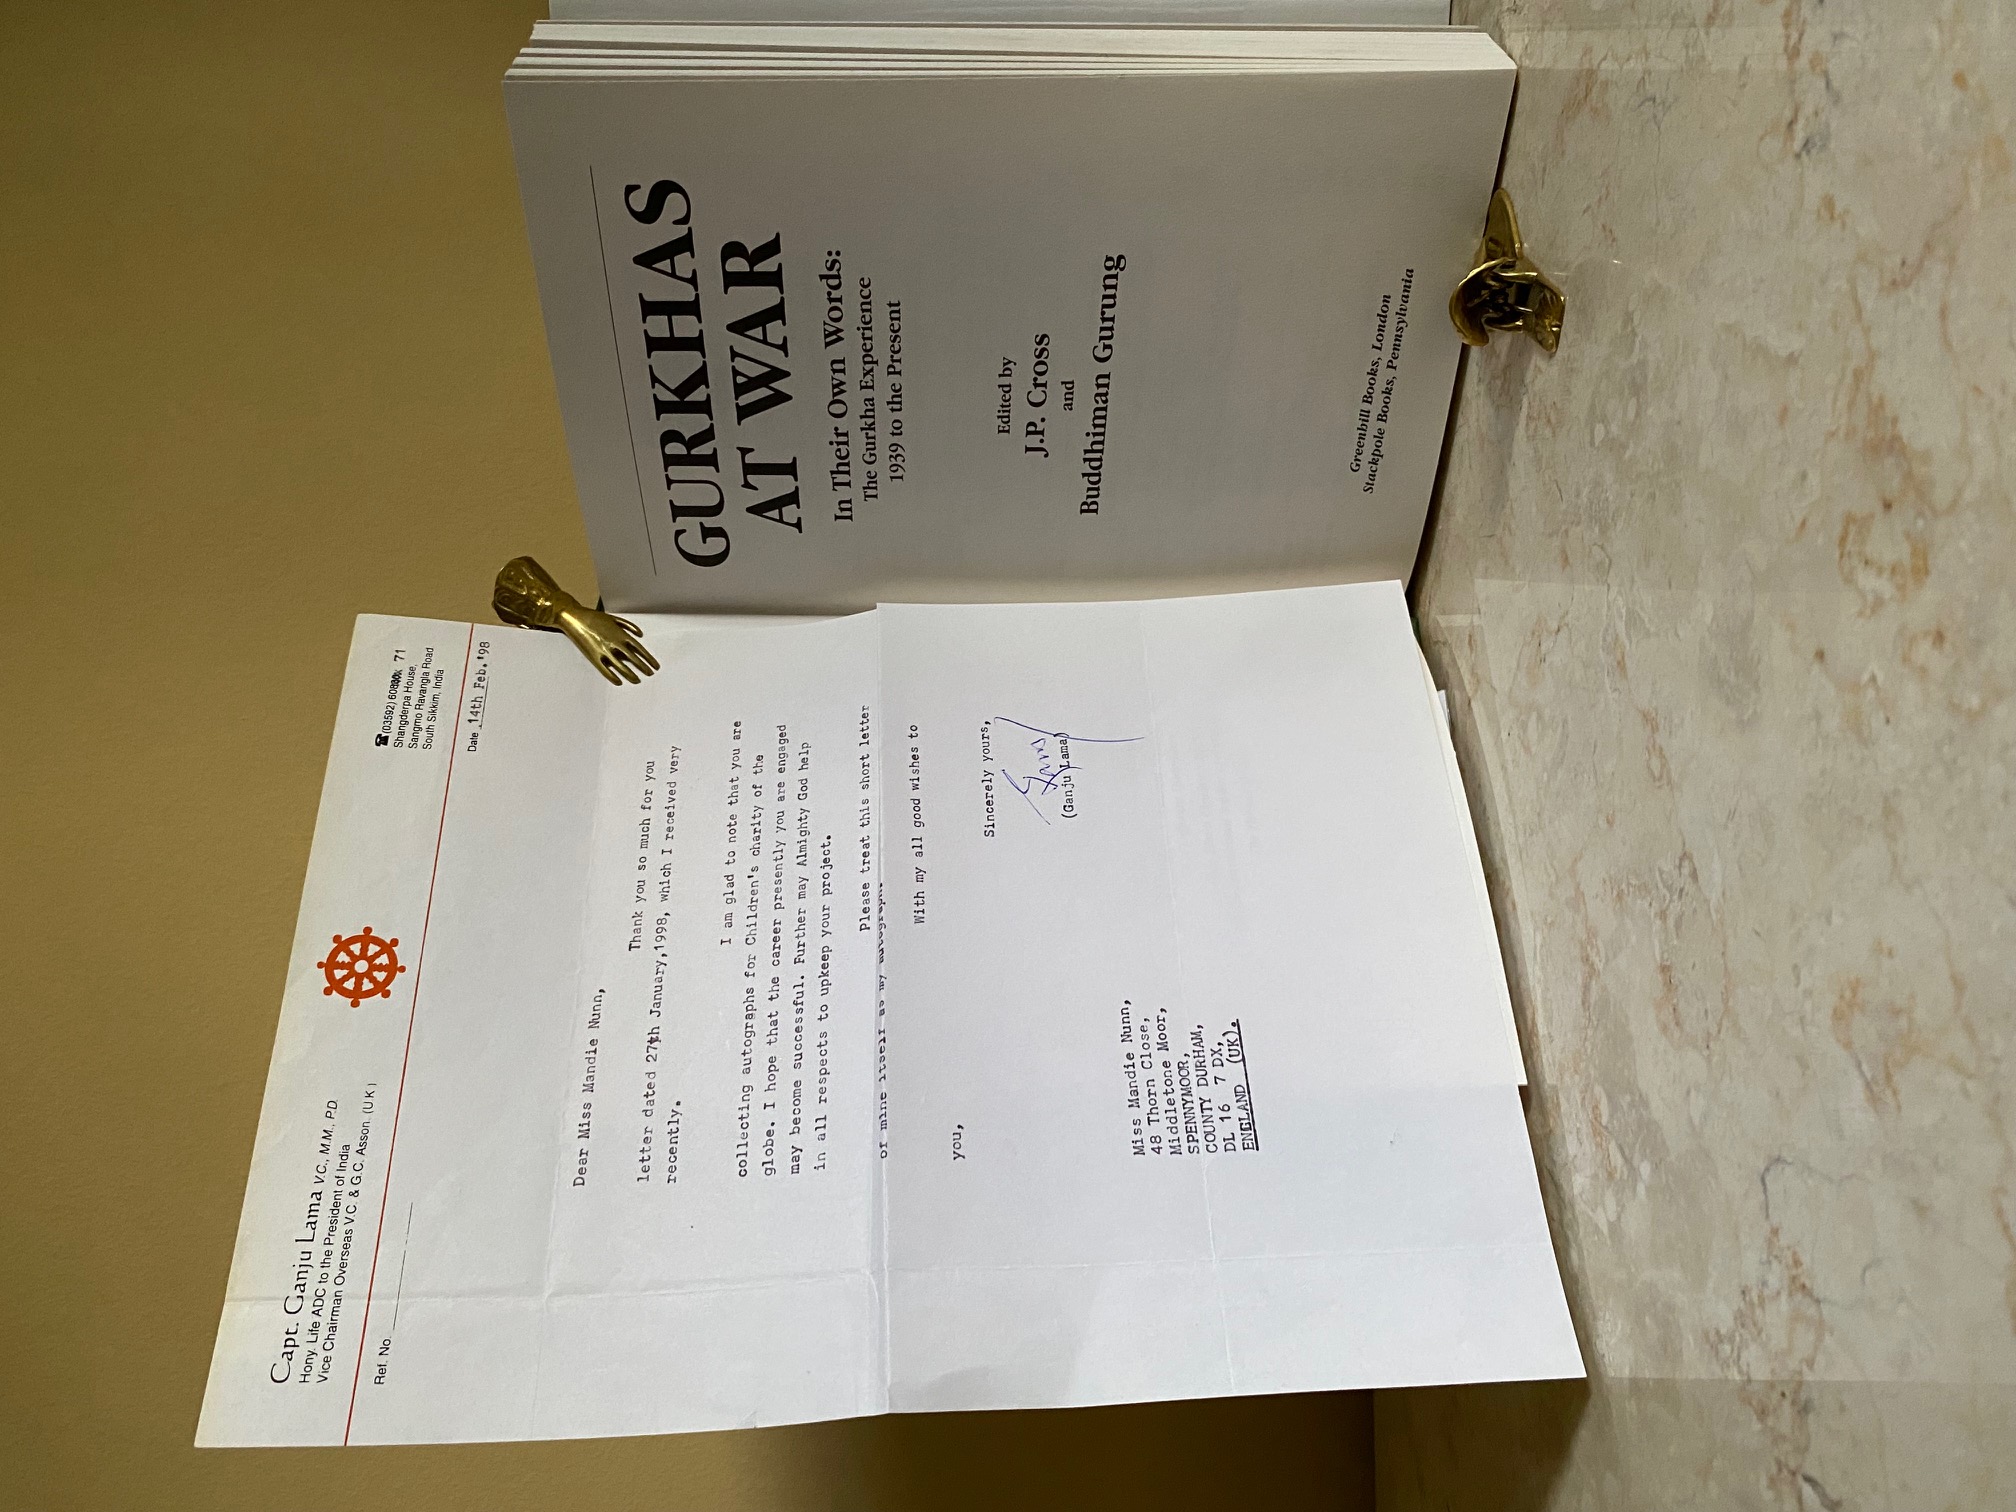 Capt. Ganju Lama V.C., M.M., P.D.
Hony. Life ADC to the President of India
Vice Chairman Overseas V.C. & G.C. Asson. (U.K.)
(03592) 60 71
Shangderpa House,
Sangmo Ravangla Road
South Sikkim, India
Ref. No.
Date 14th Feb.'98
Dear Miss Mandie Nunn,
Thank you so much for you
letter dated 27th January,1998, which I received very
recently.
I am glad to note that you are
collecting autographs for Children's charity of the
globe. I hope that the career presently you are engaged
may become successful. Further may Almighty God help
in all respects to upkeep your project.
Please treat this short letter
of mine itself as my autograph.
With my all good wishes to
you,
Sincerely yours,
(Ganju Lama)
Miss Mandie Nunn,
48 Thorn Close,
Middletone Moor,
SPENNYMOOR,
COUNTY DURHAM,
DL 16 7 DX,
ENGLAND (UK).
GURKHAS
AT WAR
In Their Own Words:
The Gurkha Experience
1939 to the Present
Edited by
J.P. Cross
and
Buddhiman Gurung
Greenhill Books, London
Stackpole Books, Pennsylvania